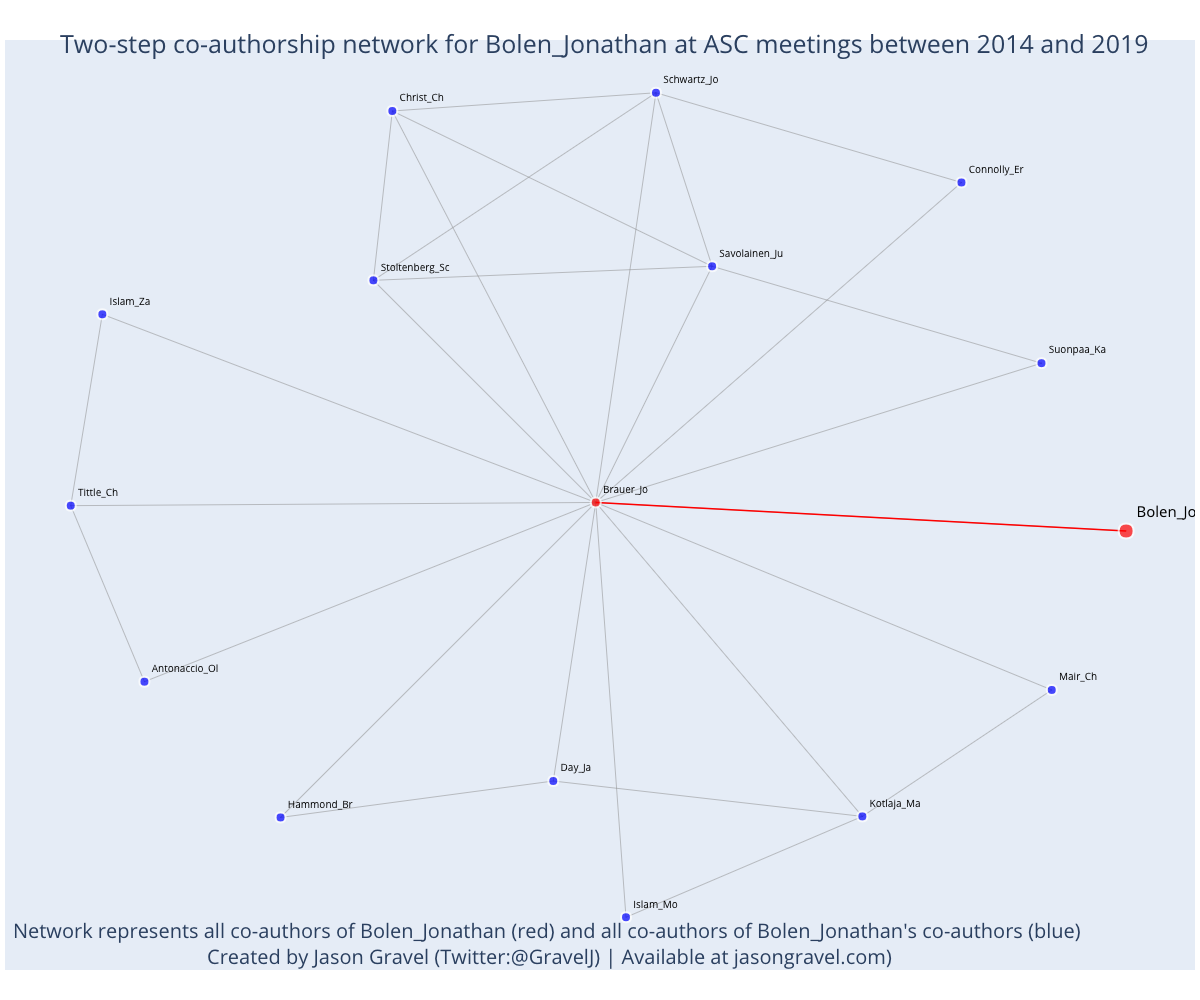 Two-step co-authorship network for Bolen_Jonathan at ASC meetings between 2014 and 2019
Schwartz_Jo
Christ_Ch
Connolly_Er
Savolainen_Ju
Stoltenberg_Sc
Islam_Za
Suonpaa_Ka
Brauer_Jo
Tittle_Ch
Bolen_Jo
Antonaccio_Ol
Mair_Ch
Day_Ja
Hammond_Br
Kotlaja_Ma
Islam_Mo
Network represents all co-authors of Bolen_Jonathan (red) and all co-authors of Bolen_Jonathan's co-authors (blue)
Created by Jason Gravel (Twitter:@GravelJ) | Available at jasongravel.com)